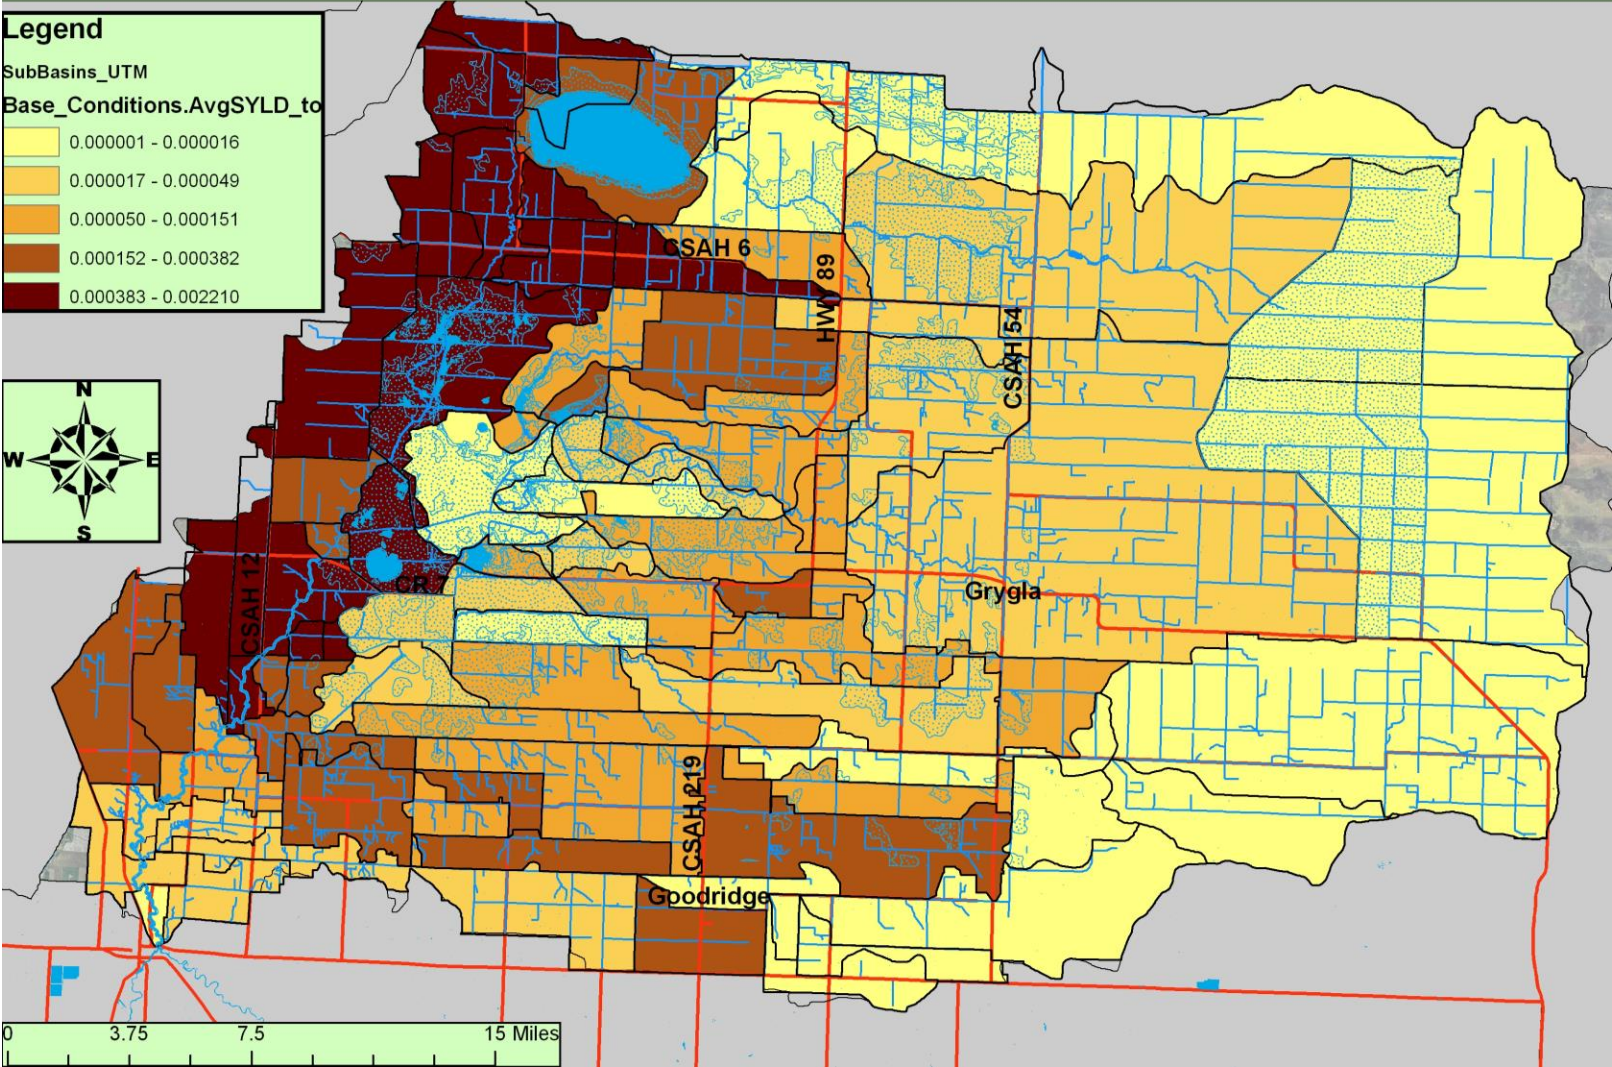 Legend
SubBasins_UTM
Base_Conditions.AvgSYLD_to
0.000001 - 0.000016
0.000017 - 0.000049
0.000050 - 0.000151
0.000152 - 0.000382
0.000383 - 0.002210
CSAH 6
HWY 89
CSAH 54
N
W
E
S
CSAH 12
CR 7
Grygla
CSAH 219
Goodridge
0 3.75 7.5 15 Miles